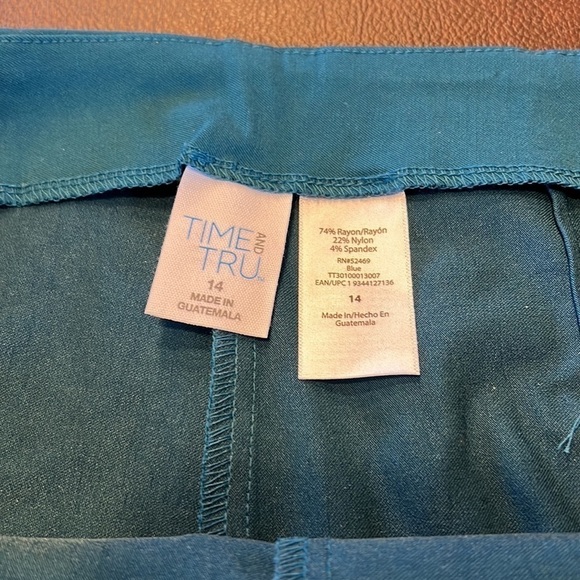 TIME AND
TRU
14
MADE IN
GUATEMALA
74% Rayon/Rayón
22% Nylon
4% Spandex
RN#52469
Blue
TT30100013007
EAN/UPC 1 9344127136
14
Made In/Hecho En
Guatemala